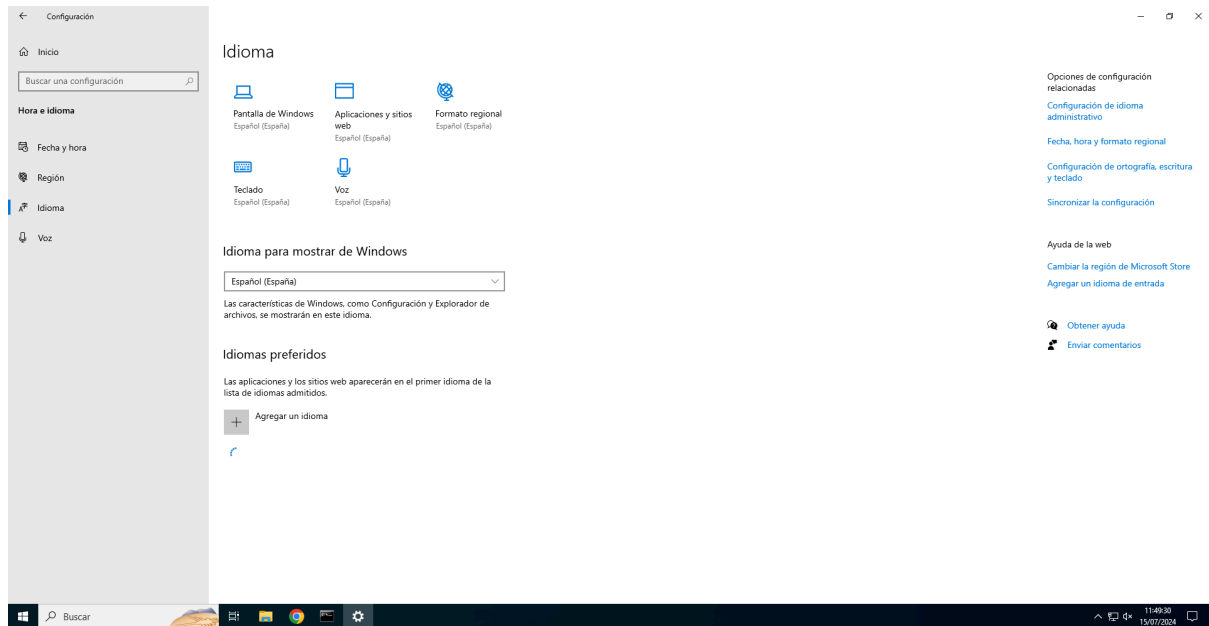 Configuración
Inicio
Buscar una configuración
Hora e idioma
Fecha y hora
Región
Idioma
Voz
Idioma
Pantalla de Windows
Español (España)
Aplicaciones y sitios
web
Español (España)
Formato regional
Español (España)
Teclado
Español (España)
Voz
Español (España)
Idioma para mostrar de Windows
Español (España)
Las características de Windows, como Configuración y Explorador de
archivos, se mostrarán en este idioma.
Idiomas preferidos
Las aplicaciones y los sitios web aparecerán en el primer idioma de la
lista de idiomas admitidos.
Agregar un idioma
Opciones de configuración
relacionadas
Configuración de idioma
administrativo
Fecha, hora y formato regional
Configuración de ortografía, escritura
y teclado
Sincronizar la configuración
Ayuda de la web
Cambiar la región de Microsoft Store
Agregar un idioma de entrada
Obtener ayuda
Enviar comentarios
Buscar
11:49:30
15/07/2024